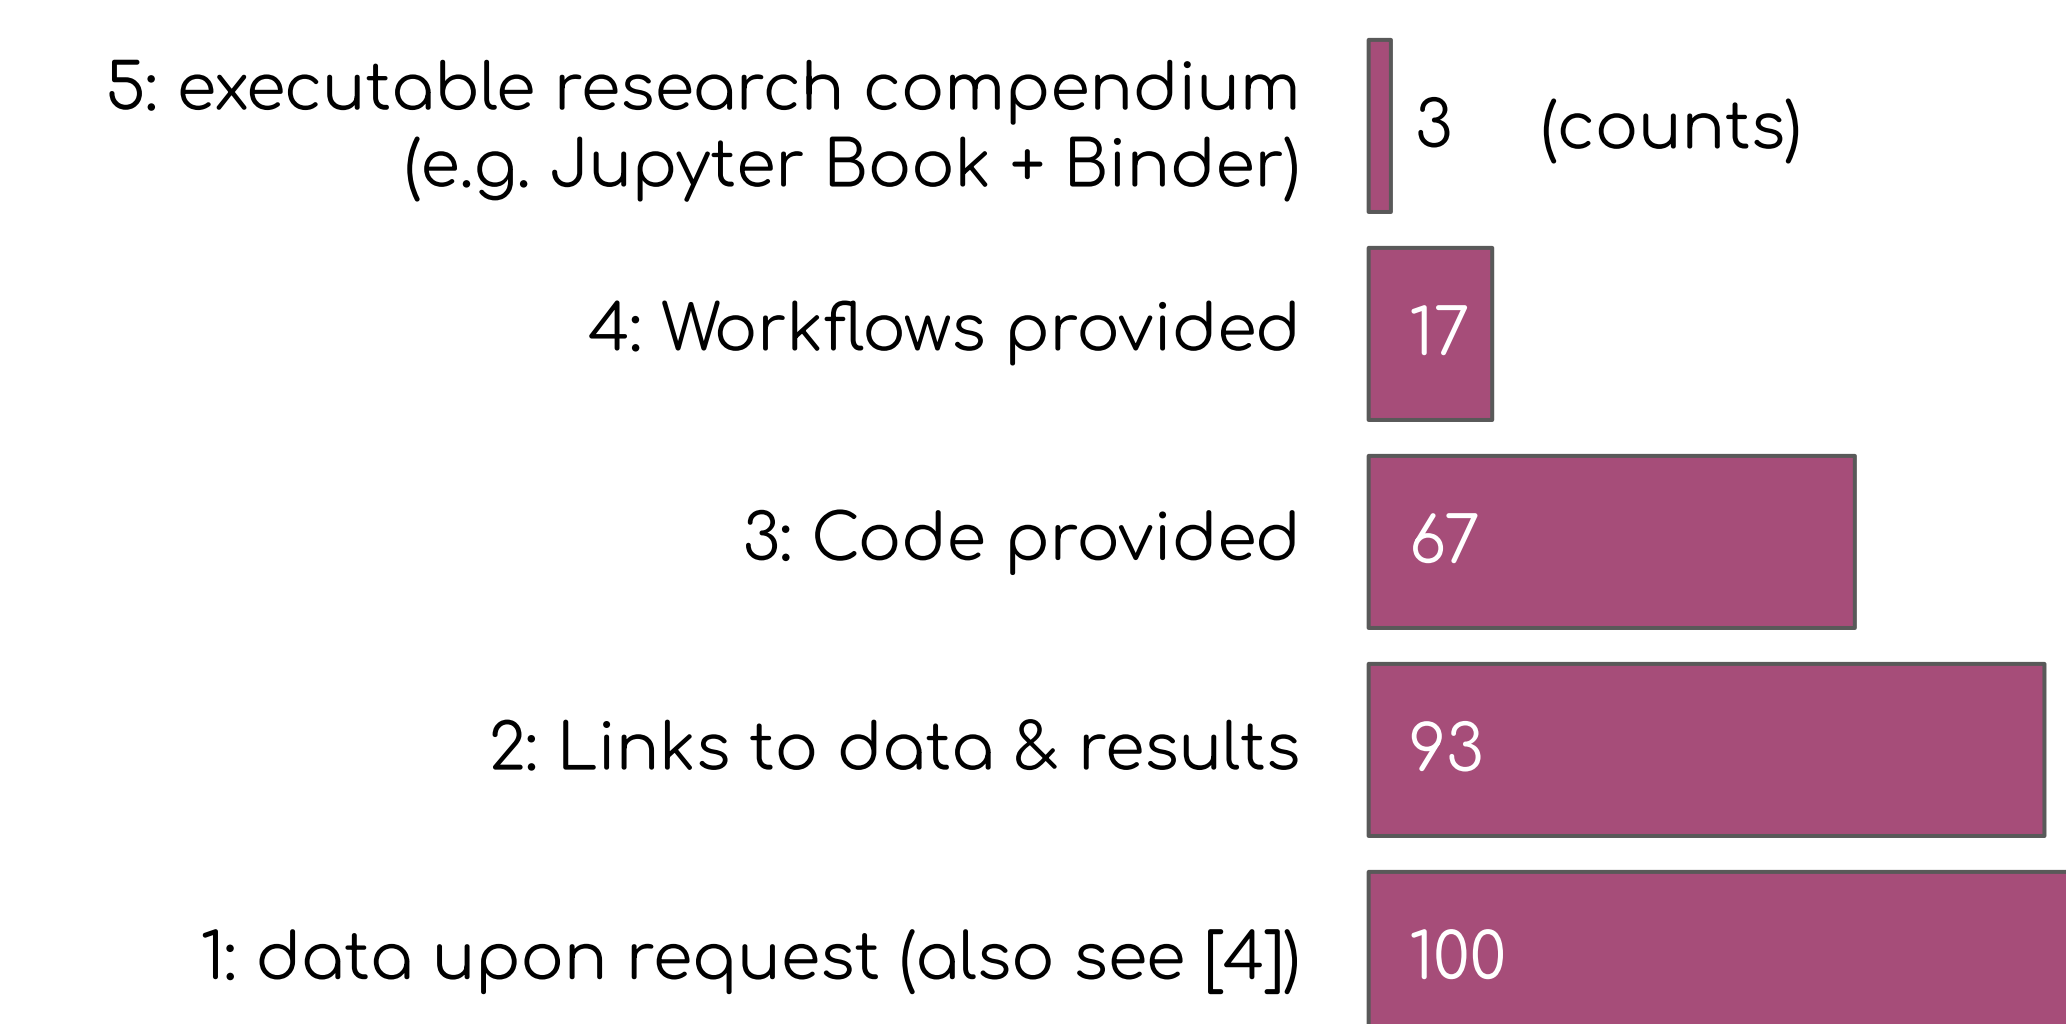 5: executable research compendium
(e.g. Jupyter Book + Binder)
3 (counts)
4: Workflows provided
17
3: Code provided
67
2: Links to data & results
93
1: data upon request (also see [4])
100